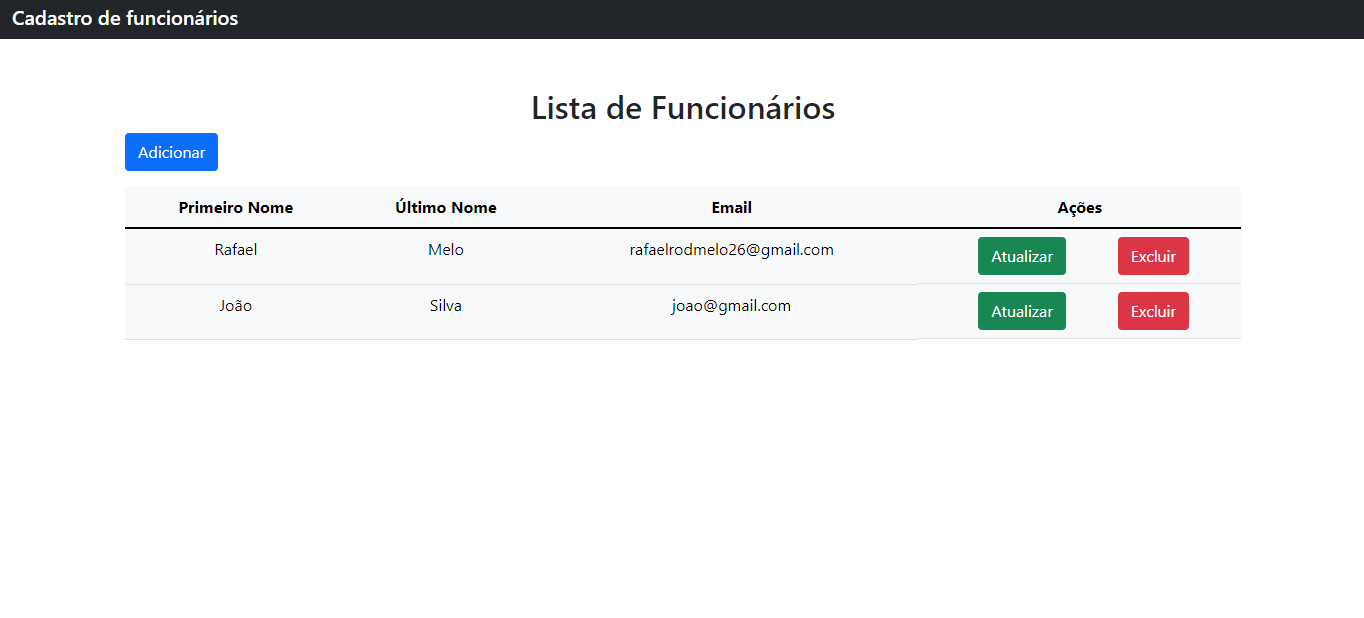 Cadastro de funcionários
Lista de Funcionários
Adicionar
Primeiro Nome Último Nome Email Ações
Rafael Melo rafaelrodmelo26@gmail.com Atualizar Excluir
João Silva joao@gmail.com Atualizar Excluir